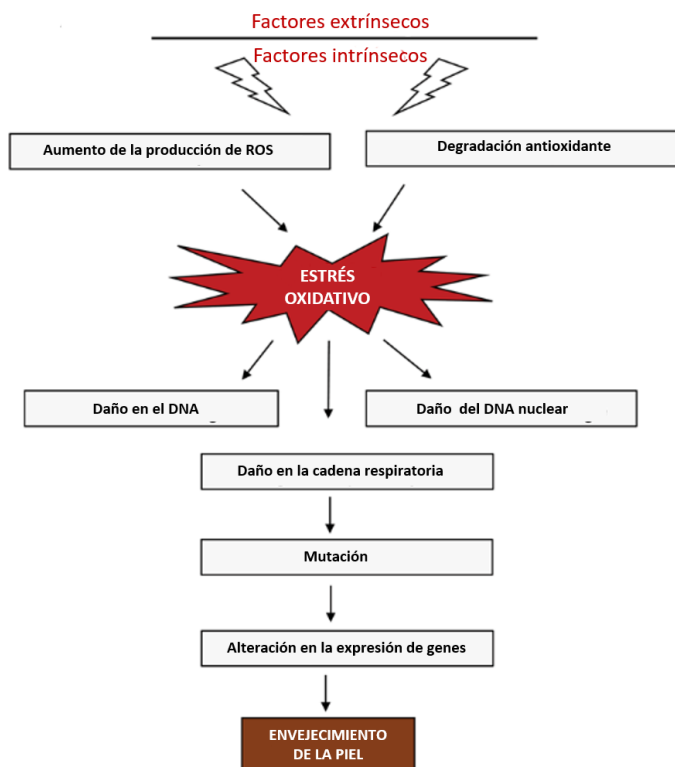 Factores extrínsecos
Factores intrínsecos
Aumento de la producción de ROS
Degradación antioxidante
ESTRÉS
OXIDATIVO
Daño en el DNA
Daño del DNA nuclear
Daño en la cadena respiratoria
Mutación
Alteración en la expresión de genes
ENVEJECIMIENTO
DE LA PIEL